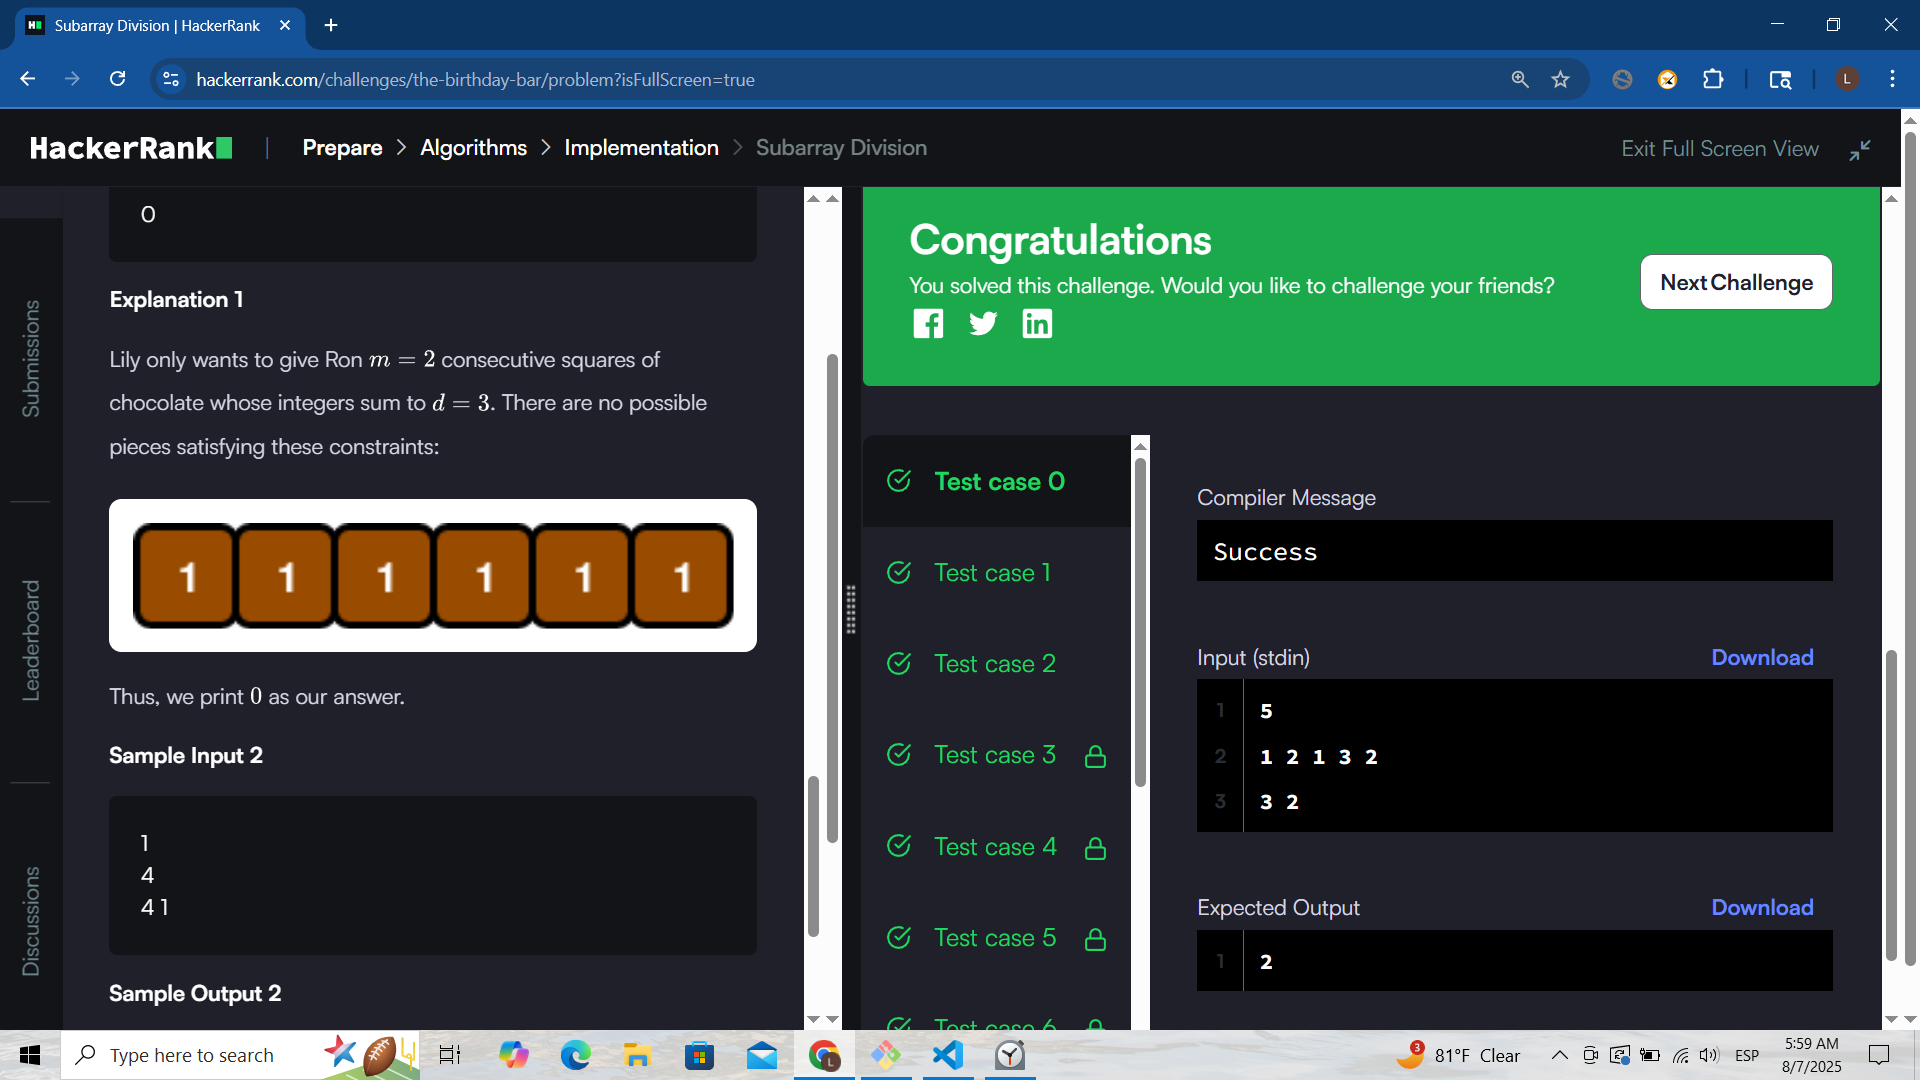 Subarray Division | HackerRank
hackerrank.com/challenges/the-birthday-bar/problem?isFullScreen=true
L
HackerRank
Prepare > Algorithms > Implementation > Subarray Division
Exit Full Screen View
Submissions
Leaderboard
Discussions
0
Explanation 1
Lily only wants to give Ron m = 2 consecutive squares of
chocolate whose integers sum to d = 3. There are no possible
pieces satisfying these constraints:
1 1 1 1 1 1
Thus, we print 0 as our answer.
Sample Input 2
1
4
4 1
Sample Output 2
Congratulations
You solved this challenge. Would you like to challenge your friends?
Next Challenge
Test case 0
Test case 1
Test case 2
Test case 3
Test case 4
Test case 5
Test case 6
Compiler Message
Success
Input (stdin)
Download
1 5
2 1 2 1 3 2
3 3 2
Expected Output
Download
1 2
Type here to search
L
3
81°F Clear
ESP
5:59 AM
8/7/2025